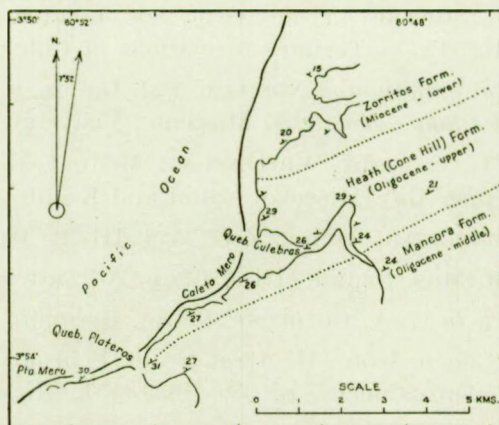 -3°50' 80°52' 80°48'
N.
7°52'
15
Zorritos Form.
(Miocene - lower)
20
Heath (Cone Hill) Form.
(Oligocene - upper)
21
Pacific Ocean
29
29
Queb. Culebras
26
24
Mancora Form.
(Oligocene - middle)
24
Caleta Mero
26
27
Queb. Plateros
-3°54'
31
27
Pta Mero
30
SCALE
0 1 2 3 4 5 KMS.